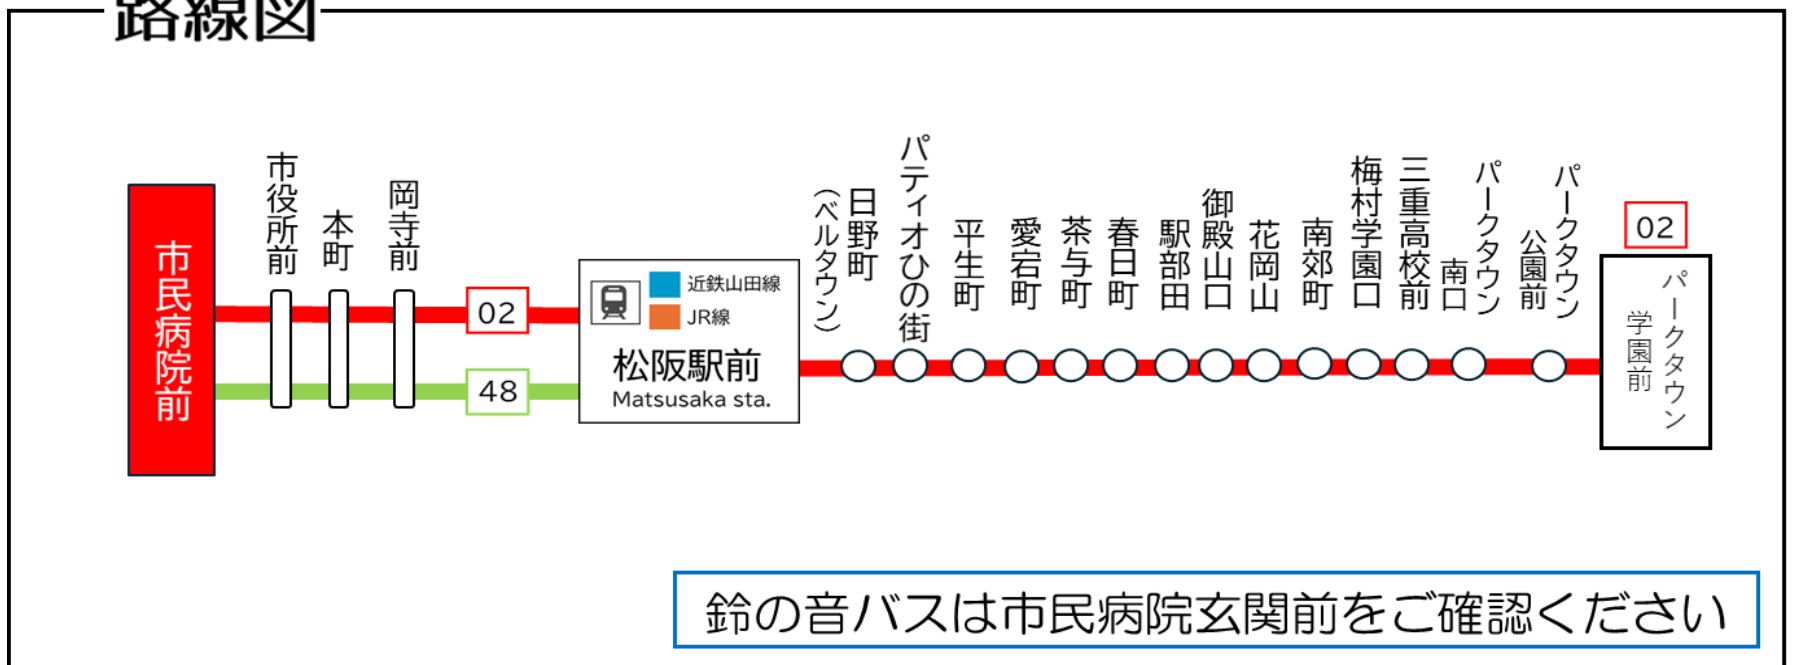 路線図
市民病院前
市役所前
本町
岡寺前
02
48
近鉄山田線
JR線
松阪駅前
Matsusaka sta.
日野町
(ベルタウン)
パティオひの街
平生町
愛宕町
茶与町
春日町
駅部田
御殿山口
花岡山
南郊町
梅村学園口
三重高校前
パークタウン
南口
パークタウン
公園前
02
パークタウン
学園前
鈴の音バスは市民病院玄関前をご確認ください